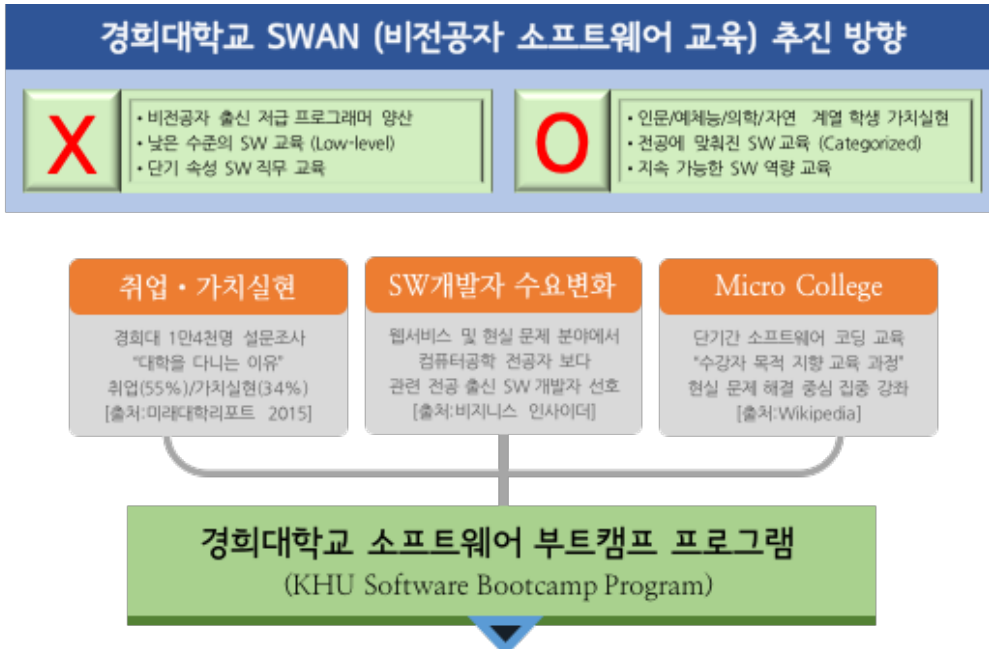 경희대학교 SWAN (비전공자 소프트웨어 교육) 추진 방향
X
• 비전공자 출신 저급 프로그래머 양산
• 낮은 수준의 SW 교육 (Low-level)
• 단기 속성 SW 직무 교육
O
• 인문/예체능/의학/자연 계열 학생 가치실현
• 전공에 맞춰진 SW 교육 (Categorized)
• 지속 가능한 SW 역량 교육
취업・가치실현
경희대 1만4천명 설문조사
"대학을 다니는 이유"
취업(55%)/가치실현(34%)
[출처:미래대학리포트 2015]
SW개발자 수요변화
웹서비스 및 현실 문제 분야에서
컴퓨터공학 전공자 보다
관련 전공 출신 SW 개발자 선호
[출처:비지니스 인사이더]
Micro College
단기간 소프트웨어 코딩 교육
"수강자 목적 지향 교육 과정"
현실 문제 해결 중심 집중 강좌
[출처:Wikipedia]
경희대학교 소프트웨어 부트캠프 프로그램
(KHU Software Bootcamp Program)